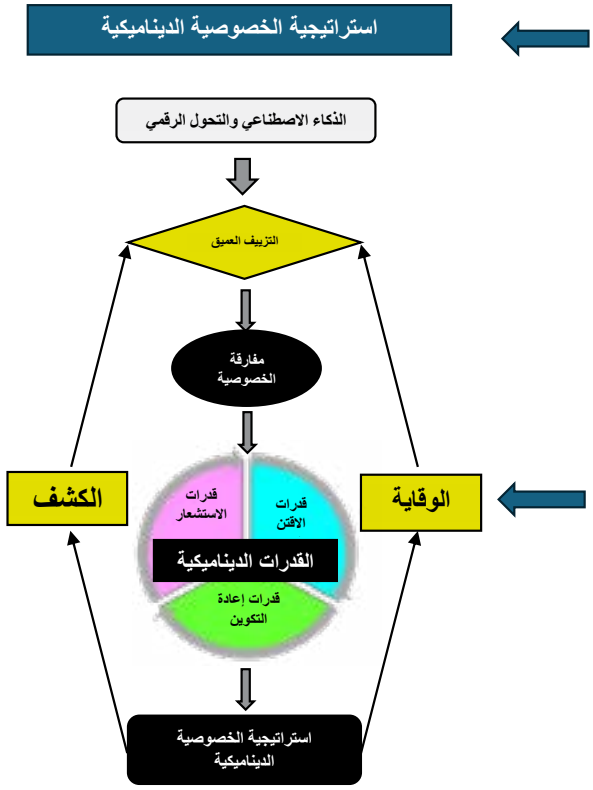 استراتيجية الخصوصية الديناميكية
الذكاء الاصطناعي والتحول الرقمي
التزييف العميق
مفارقة
الخصوصية
الكشف
الوقاية
قدرات
الاستشعار
قدرات
الاقتن
القدرات الديناميكية
قدرات إعادة
التكوين
استراتيجية الخصوصية
الديناميكية